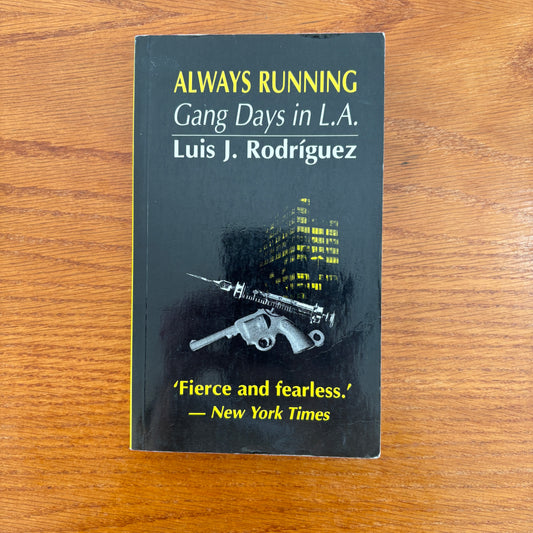 ALWAYS RUNNING
Gang Days in L.A.
Luis J. Rodríguez
‘Fierce and fearless.’
— New York Times